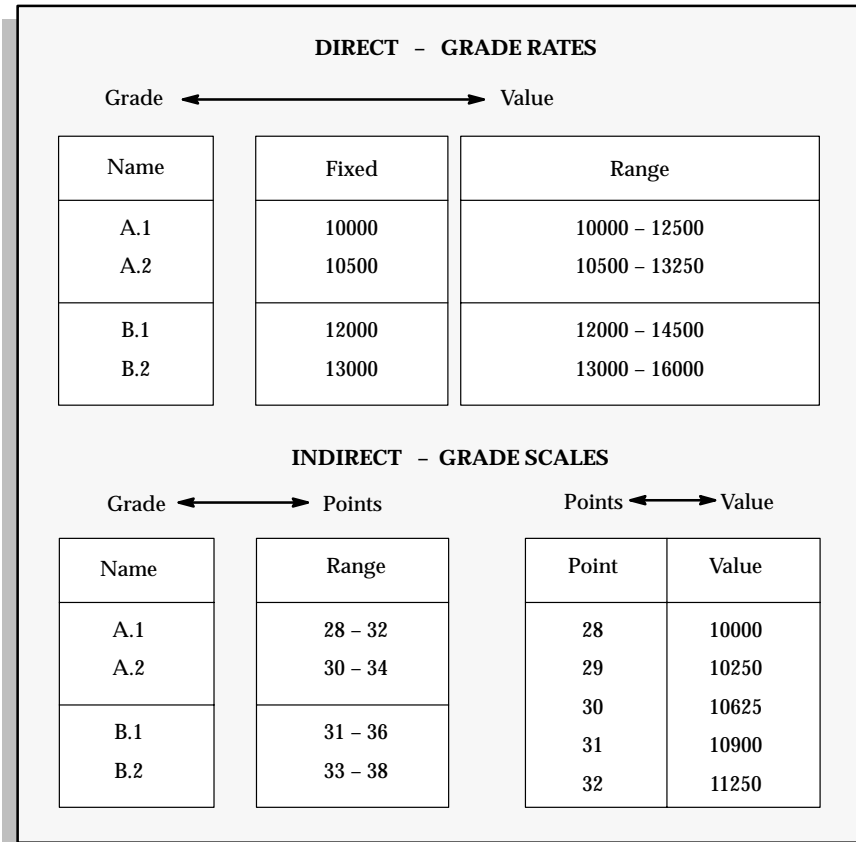 DIRECT – GRADE RATES
Grade Value
Name Fixed Range
A.1 10000 10000 – 12500
A.2 10500 10500 – 13250
B.1 12000 12000 – 14500
B.2 13000 13000 – 16000
INDIRECT – GRADE SCALES
Grade Points Points Value
Name Range Point Value
A.1 28 – 32 28 10000
A.2 30 – 34 29 10250
30 10625
B.1 31 – 36 31 10900
B.2 33 – 38 32 11250